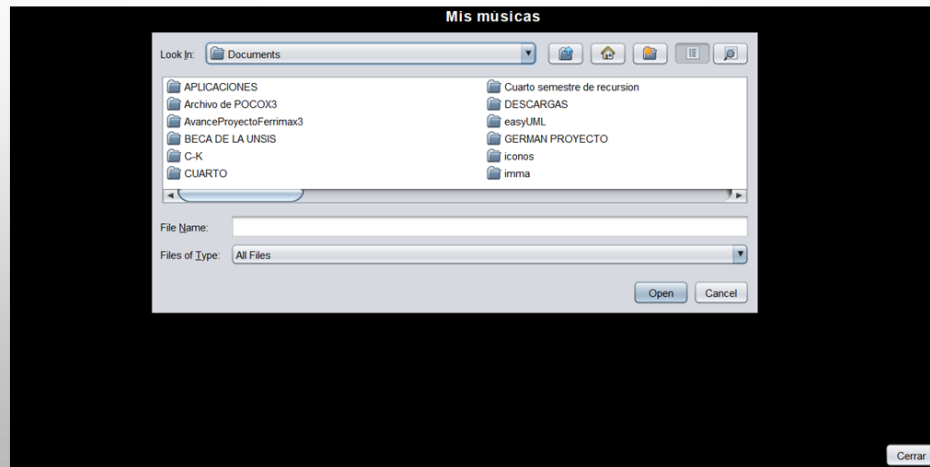 Mis músicas
Look In: Documents
APLICACIONES
Archivo de POCOX3
AvanceProyectoFerrimax3
BECA DE LA UNSIS
C-K
CUARTO
Cuarto semestre de recursion
DESCARGAS
easyUML
GERMAN PROYECTO
iconos
imma
File Name:
Files of Type: All Files
Open Cancel
Cerrar